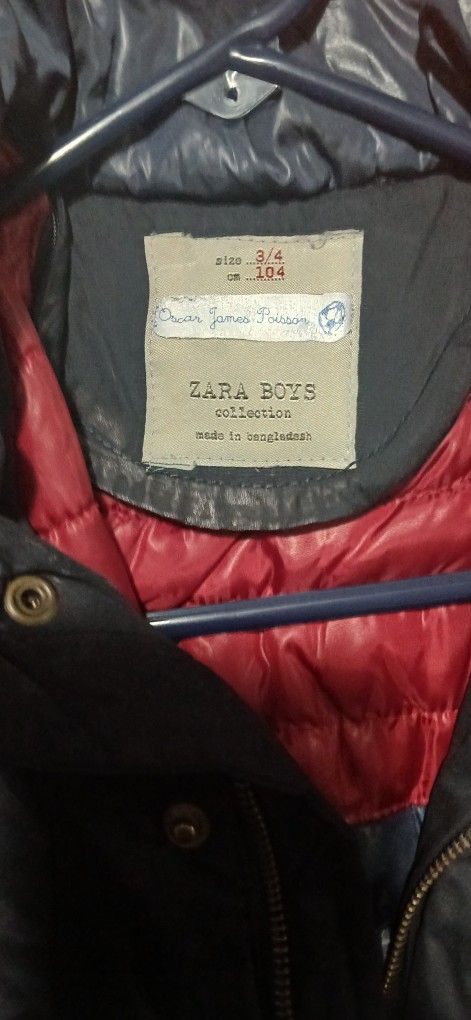 size ...3/4
cm ...104
Oscar James Poisson
ZARA BOYS
collection
made in bangladesh